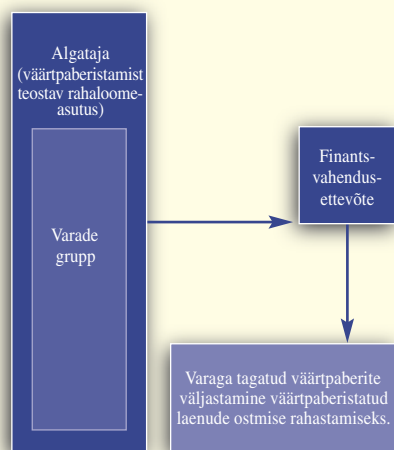 Algataja
(väärtpaberistamist
teostav rahaloome-
asutus)
Varade
grupp
Finants-
vahendus-
ettevõte
Varaga tagatud väärtpaberite
väljastamine väärtpaberistatud
laenude ostmise rahastamiseks.